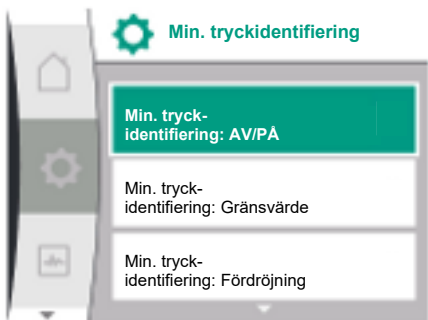 Min. tryckidentifiering
Min. tryck-
identifiering: AV/PÅ
Min. tryck-
identifiering: Gränsvärde
Min. tryck-
identifiering: Fördröjning